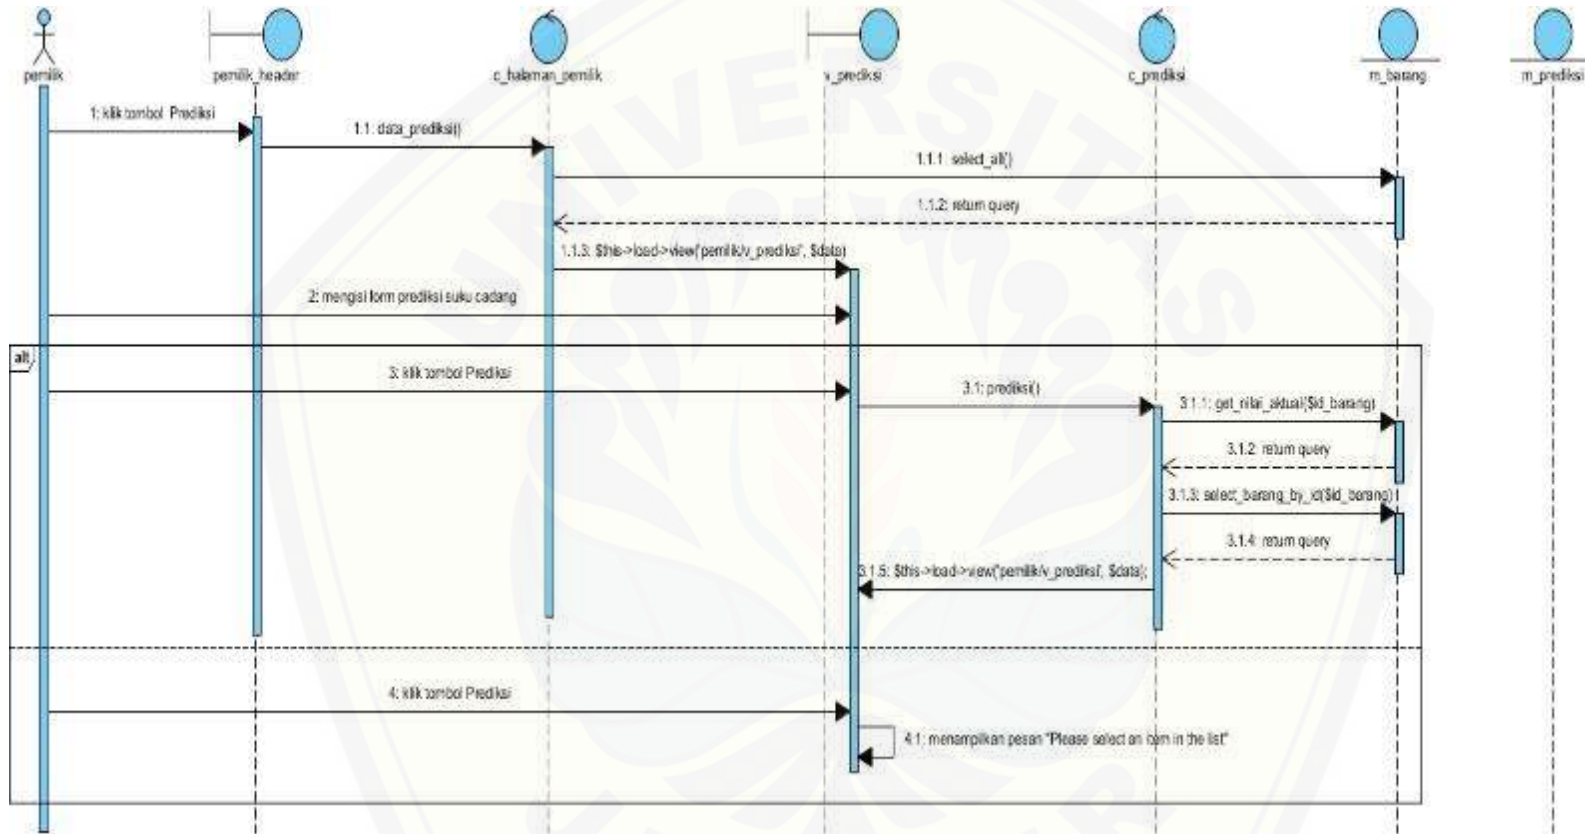 pemilik
pemilik_header
c_halaman_pemilik
v_prediksi
c_prediksi
m_barang
m_prediksi
1: klik tombol Prediksi
1.1: data_prediksi()
1.1.1: select_all()
1.1.2: return query
1.1.3: $this->load->view('pemilik/v_prediksi', $data)
2: mengisi form prediksi suku cadang
alt
3: klik tombol Prediksi
3.1: prediksi()
3.1.1: get_nilai_aktual($id_barang)
3.1.2: return query
3.1.3: select_barang_by_id($id_barang)
3.1.4: return query
3.1.5: $this->load->view('pemilik/v_prediksi', $data);
4: klik tombol Prediksi
4.1: menampilkan pesan "Please select an item in the list"
UNIVERSITAS